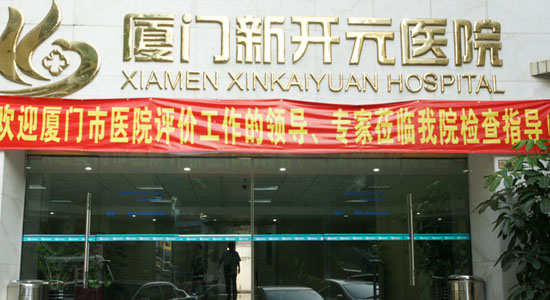 厦门新开元医院
XIAMEN XINKAIYUAN HOSPITAL
欢迎厦门市医院评价工作的领导、专家莅临我院检查指导